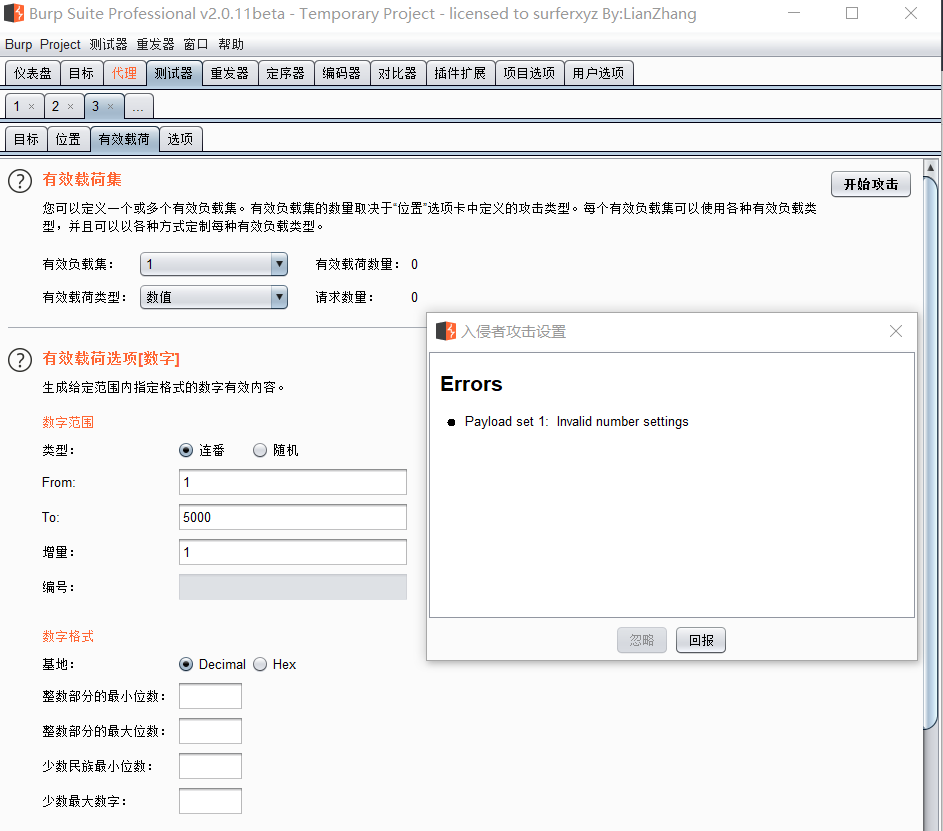 Burp Suite Professional v2.0.11beta - Temporary Project - licensed to surferxyz By:LianZhang
Burp Project 测试器 重发器 窗口 帮助
仪表盘 目标 代理 测试器 重发器 定序器 编码器 对比器 插件扩展 项目选项 用户选项
1 × 2 × 3 × ...
目标 位置 有效载荷 选项
? 有效载荷集
开始攻击
您可以定义一个或多个有效负载集。有效负载集的数量取决于“位置”选项卡中定义的攻击类型。每个有效负载集可以使用各种有效负载类
型，并且可以以各种方式定制每种有效负载类型。
有效负载集： 1 有效载荷数量： 0
有效载荷类型： 数值 请求数量： 0
? 有效载荷选项[数字]
生成给定范围内指定格式的数字有效内容。
数字范围
类型： 连番 随机
From: 1
To: 5000
增量： 1
编号：
数字格式
基地： Decimal Hex
整数部分的最小位数：
整数部分的最大位数：
少数民族最小位数：
少数最大数字：
入侵者攻击设置
Errors
Payload set 1: Invalid number settings
忽略 回报